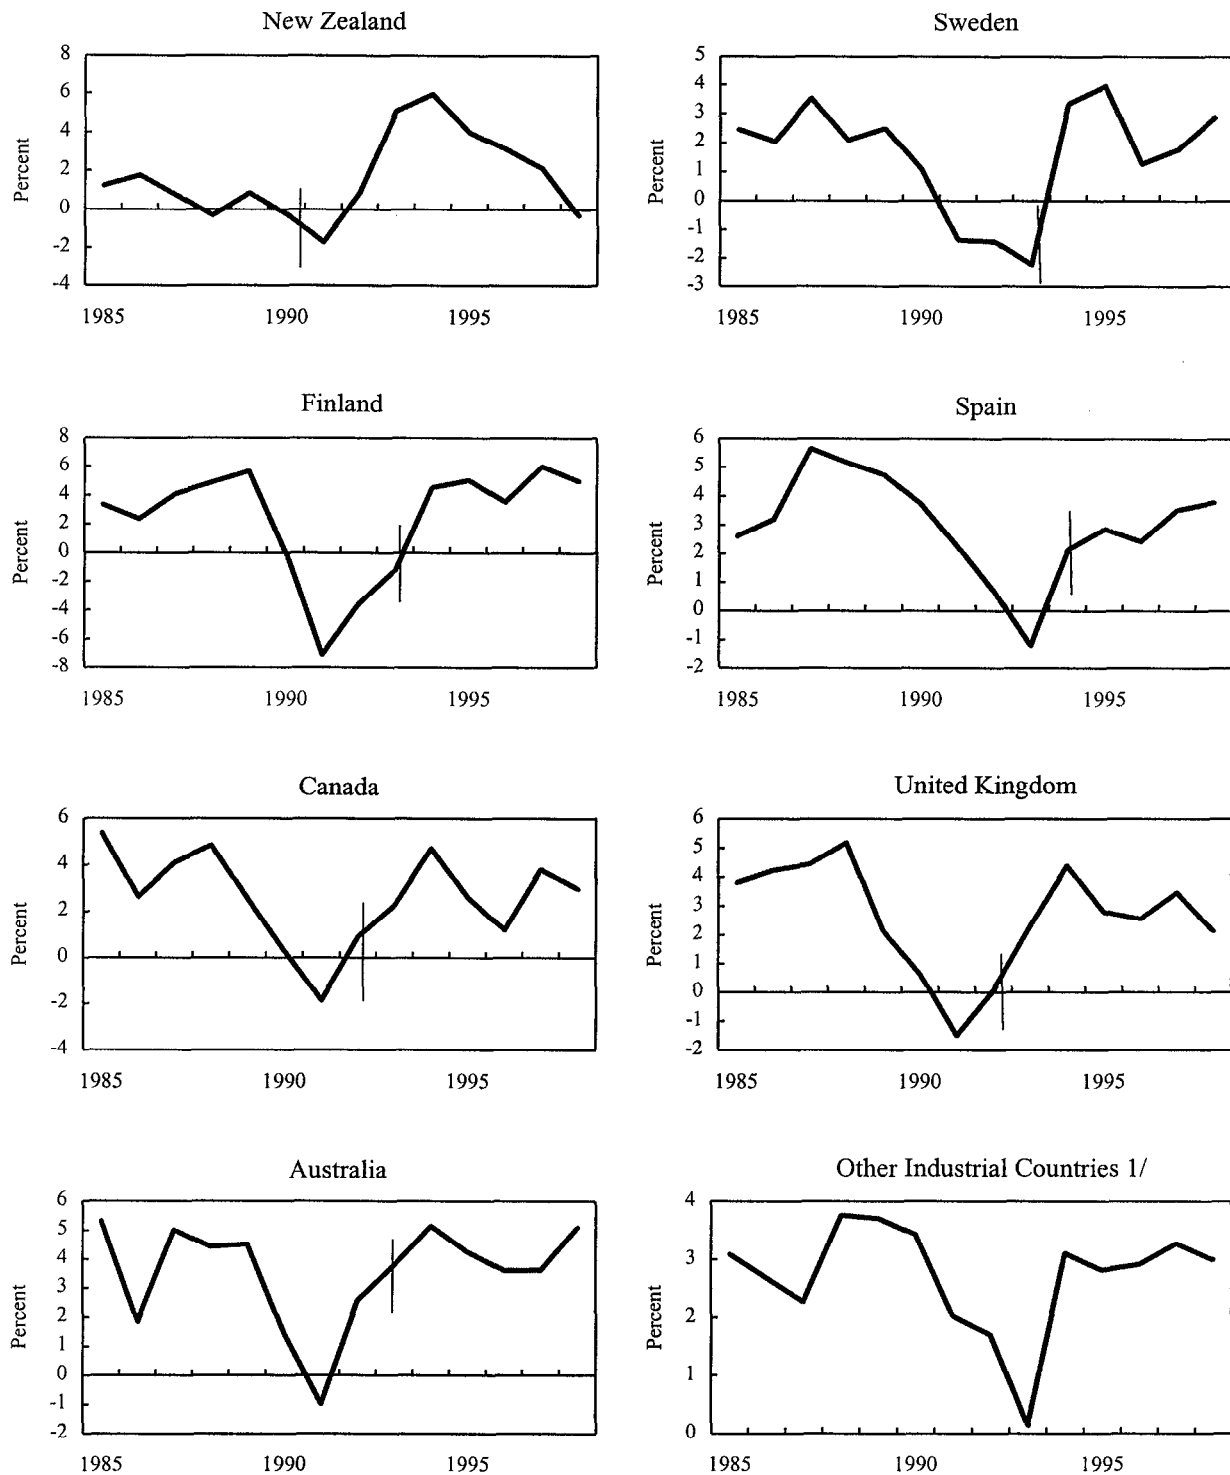 New Zealand
8
6
4
2
0
-2
-4
Percent
1985 1990 1995
Sweden
5
4
3
2
1
0
-1
-2
-3
Percent
1985 1990 1995
Finland
8
6
4
2
0
-2
-4
-6
-8
Percent
1985 1990 1995
Spain
6
5
4
3
2
1
0
-1
-2
Percent
1985 1990 1995
Canada
6
4
2
0
-2
-4
Percent
1985 1990 1995
United Kingdom
6
5
4
3
2
1
0
-1
-2
Percent
1985 1990 1995
Australia
6
5
4
3
2
1
0
-1
-2
Percent
1985 1990 1995
Other Industrial Countries 1/
4
3
2
1
0
Percent
1985 1990 1995